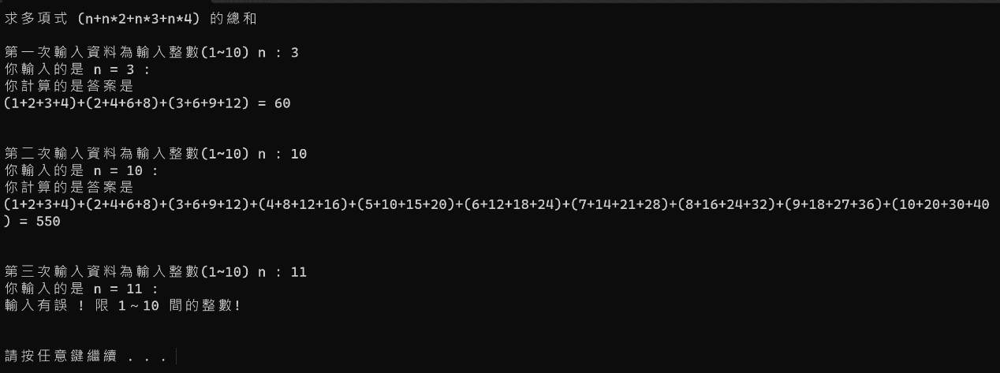 求多項式 (n+n*2+n*3+n*4) 的總和
第一次輸入資料為輸入整數(1~10) n : 3
你輸入的是 n = 3 :
你計算的是答案是
(1+2+3+4)+(2+4+6+8)+(3+6+9+12) = 60
第二次輸入資料為輸入整數(1~10) n : 10
你輸入的是 n = 10 :
你計算的是答案是
(1+2+3+4)+(2+4+6+8)+(3+6+9+12)+(4+8+12+16)+(5+10+15+20)+(6+12+18+24)+(7+14+21+28)+(8+16+24+32)+(9+18+27+36)+(10+20+30+40
) = 550
第三次輸入資料為輸入整數(1~10) n : 11
你輸入的是 n = 11 :
輸入有誤 ! 限 1～10 間的整數!
請按任意鍵繼續 . . .